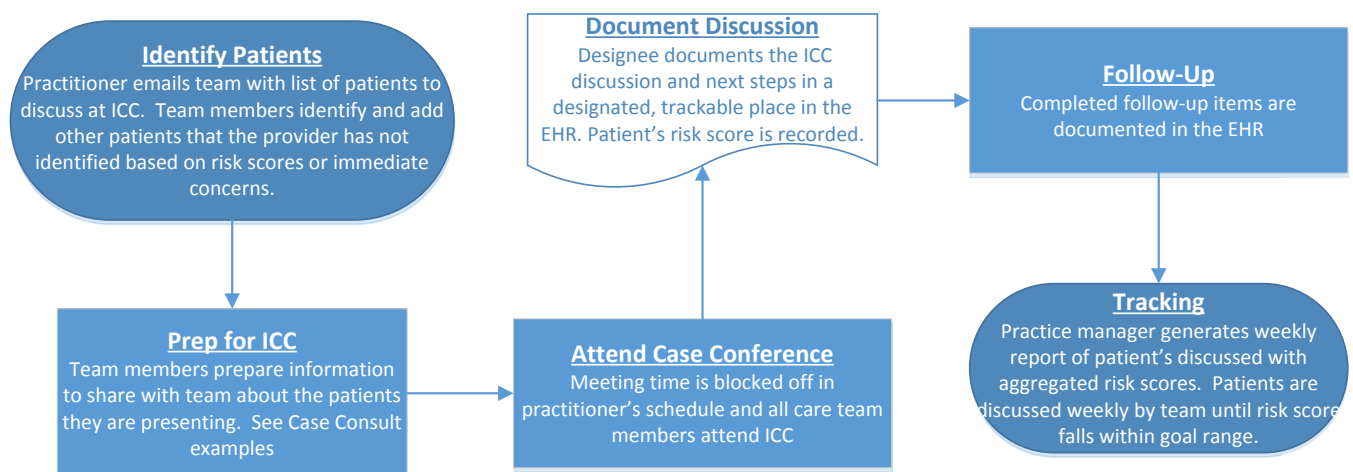 Identify Patients
Practitioner emails team with list of patients to
discuss at ICC.  Team members identify and add
other patients that the provider has not
identified based on risk scores or immediate
concerns.
Prep for ICC
Team members prepare information
to share with team about the patients
they are presenting.  See Case Consult
examples
Attend Case Conference
Meeting time is blocked off in
practitioner's schedule and all care team
members attend ICC
Document Discussion
Designee documents the ICC
discussion and next steps in a
designated, trackable place in the
EHR. Patient's risk score is recorded.
Follow-Up
Completed follow-up items are
documented in the EHR
Tracking
Practice manager generates weekly
report of patient's discussed with
aggregated risk scores.  Patients are
discussed weekly by team until risk score
falls within goal range.